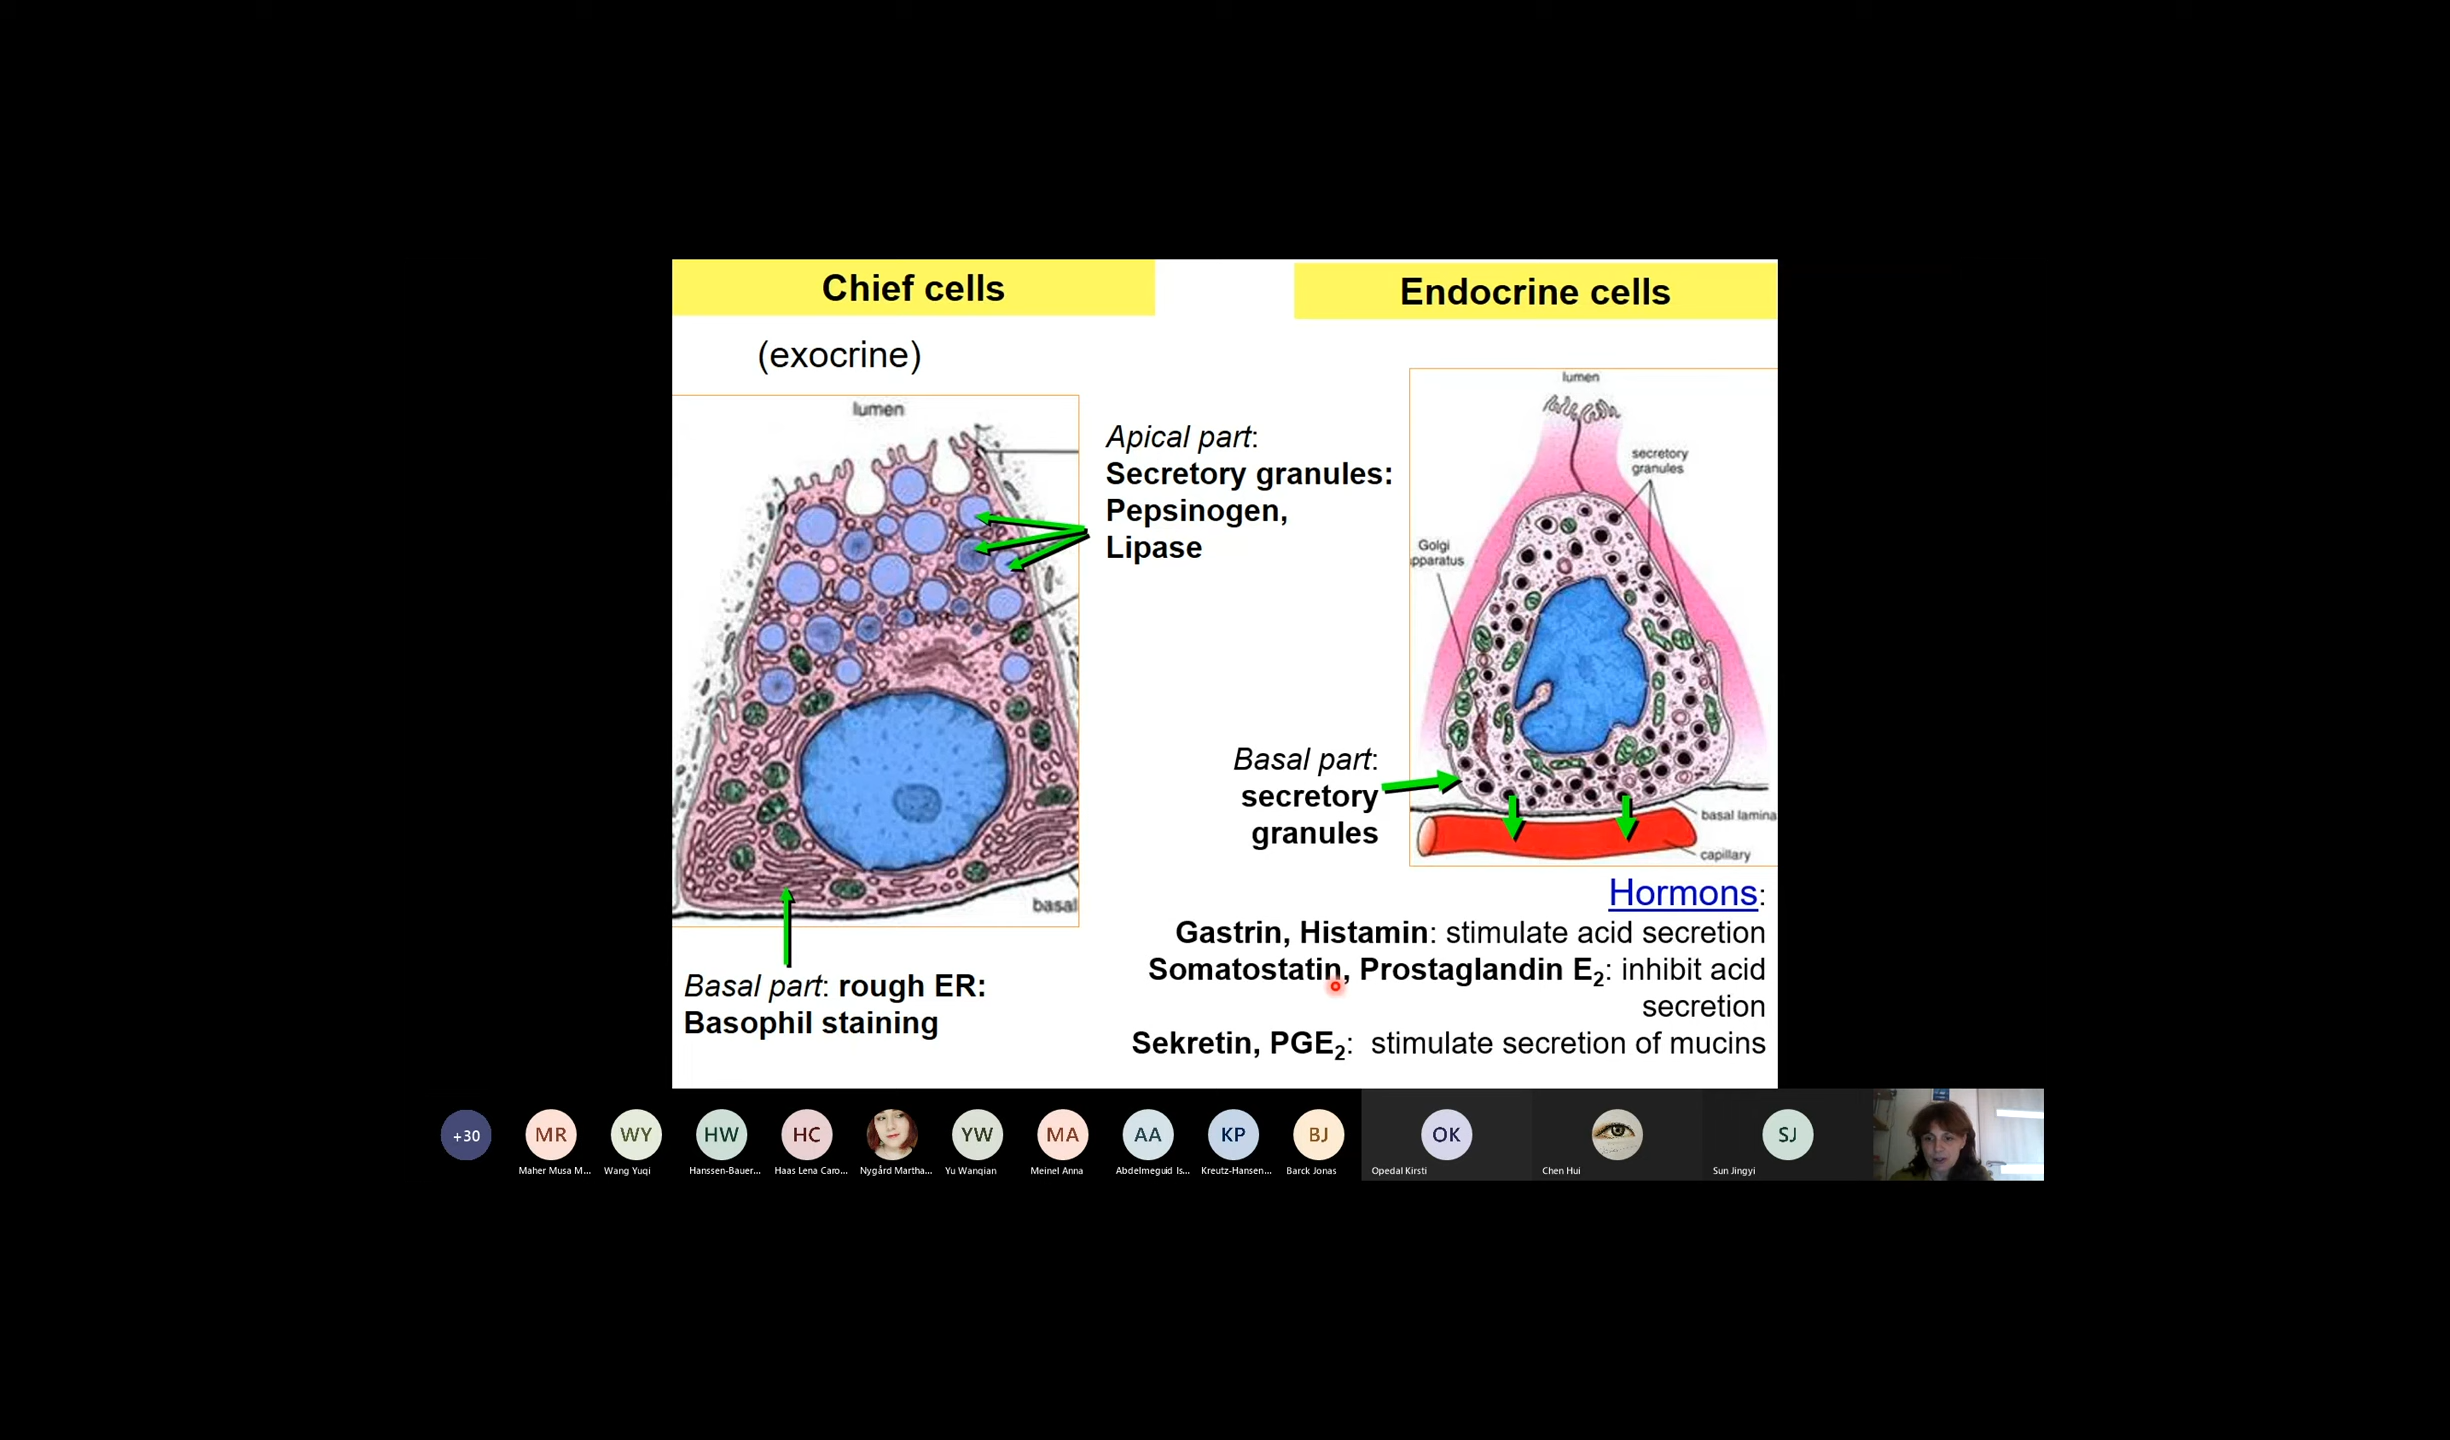 Chief cells
(exocrine)
lumen
Apical part:
Secretory granules:
Pepsinogen,
Lipase
basal
Basal part: rough ER:
Basophil staining
Endocrine cells
lumen
secretory
granules
Golgi
apparatus
Basal part:
secretory
granules
basal lamina
capillary
Hormons:
Gastrin, Histamin: stimulate acid secretion
Somatostatin, Prostaglandin E₂: inhibit acid
secretion
Sekretin, PGE₂: stimulate secretion of mucins
+30
MR
WY
HW
HC
YW
MA
AA
KP
BJ
OK
SJ
Maher Musa M...
Wang Yuqi
Hanssen-Bauer...
Haas Lena Caro...
Nygård Martha...
Yu Wanqian
Meinel Anna
Abdelmeguid Is...
Kreutz-Hansen...
Barck Jonas
Opedal Kirsti
Chen Hui
Sun Jingyi